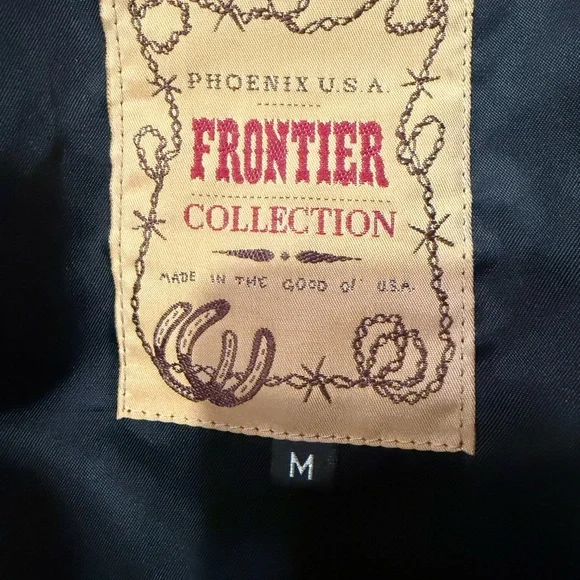 PHOENIX U.S.A.
FRONTIER
COLLECTION
MADE IN THE GOOD Ol' U.S.A.
M